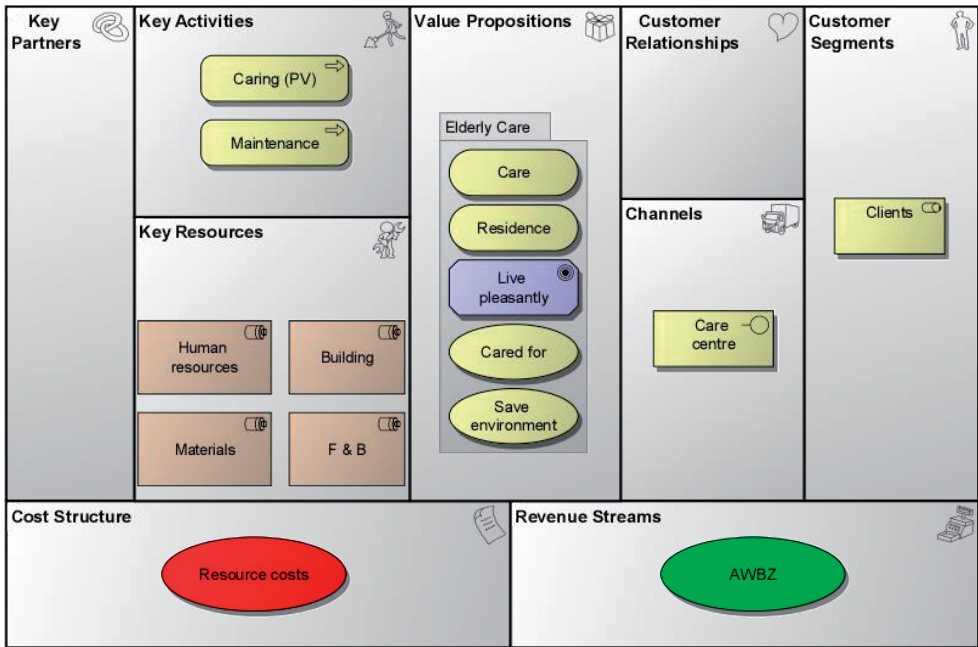 Key
Partners
Key Activities
Caring (PV)
Maintenance
Key Resources
Human
resources
Building
Materials
F & B
Value Propositions
Elderly Care
Care
Residence
Live
pleasantly
Cared for
Save
environment
Customer
Relationships
Channels
Care
centre
Customer
Segments
Clients
Cost Structure
Resource costs
Revenue Streams
AWBZ